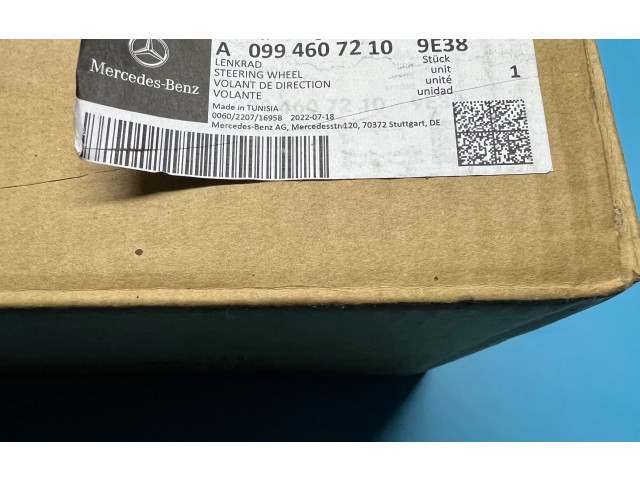 A 099 460 72 10 9E38
Mercedes-Benz
LENKRAD
STEERING WHEEL
VOLANT DE DIRECTION
VOLANTE
Stück
unit
unité
unidad
1
Made in TUNISIA
0060/2207/16958 2022-07-18
Mercedes-Benz AG, Mercedesstr.120, 70372 Stuttgart, DE